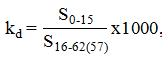 k_d = S_0-15 / S_16-62(57) x1000,